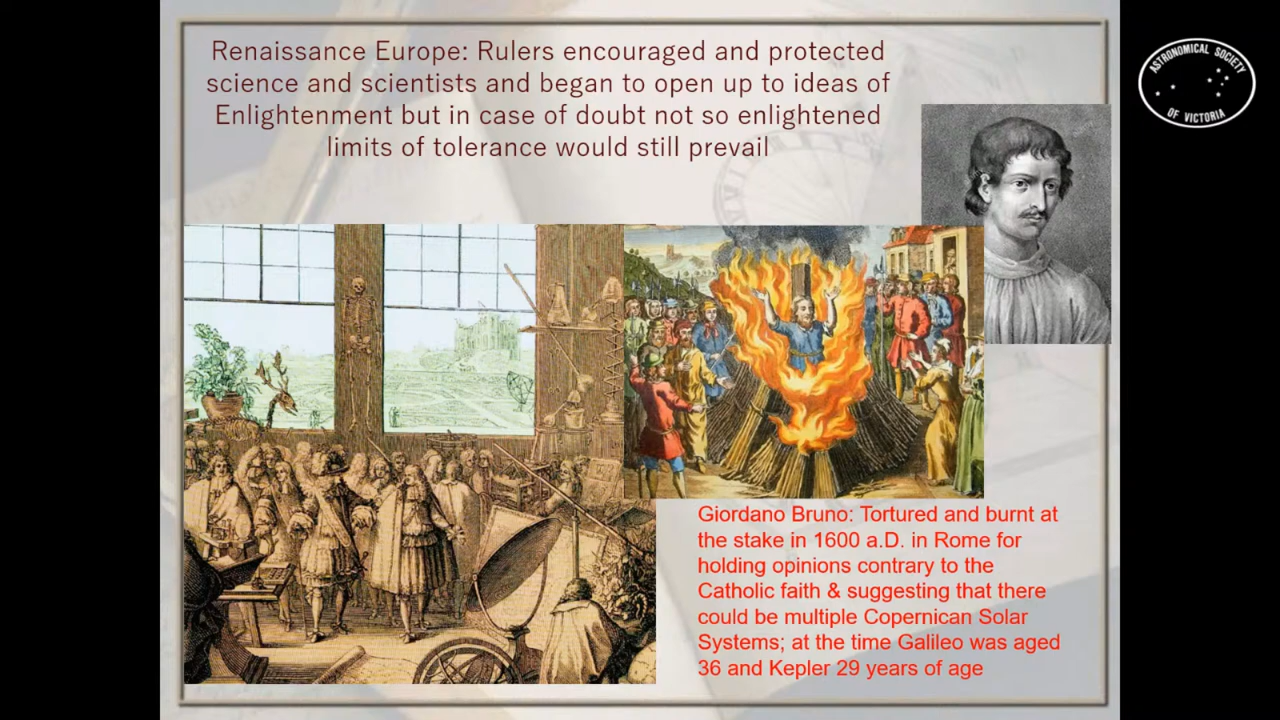 Renaissance Europe: Rulers encouraged and protected
science and scientists and began to open up to ideas of
Enlightenment but in case of doubt not so enlightened
limits of tolerance would still prevail
ASTRONOMICAL SOCIETY
OF VICTORIA
Giordano Bruno: Tortured and burnt at
the stake in 1600 a.D. in Rome for
holding opinions contrary to the
Catholic faith & suggesting that there
could be multiple Copernican Solar
Systems; at the time Galileo was aged
36 and Kepler 29 years of age